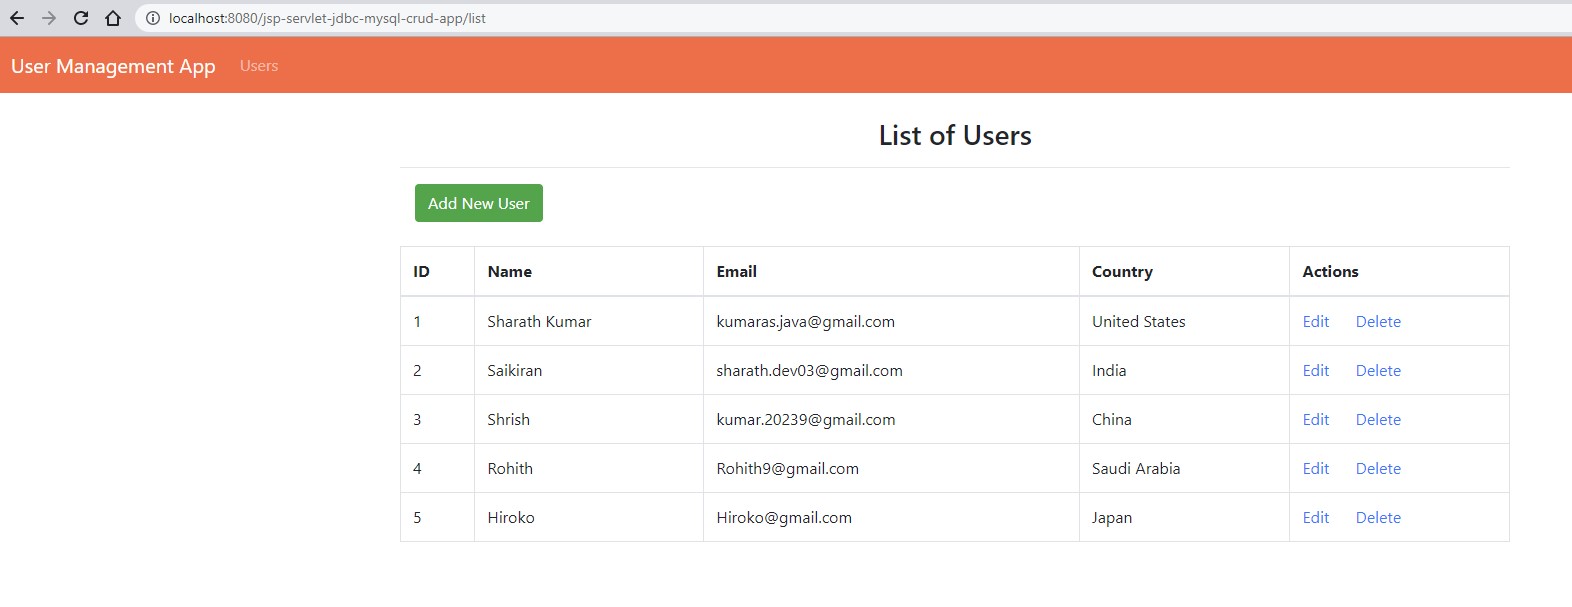 localhost:8080/jsp-servlet-jdbc-mysql-crud-app/list
User Management App Users
List of Users
Add New User
ID Name Email Country Actions
1 Sharath Kumar kumaras.java@gmail.com United States Edit Delete
2 Saikiran sharath.dev03@gmail.com India Edit Delete
3 Shrish kumar.20239@gmail.com China Edit Delete
4 Rohith Rohith9@gmail.com Saudi Arabia Edit Delete
5 Hiroko Hiroko@gmail.com Japan Edit Delete